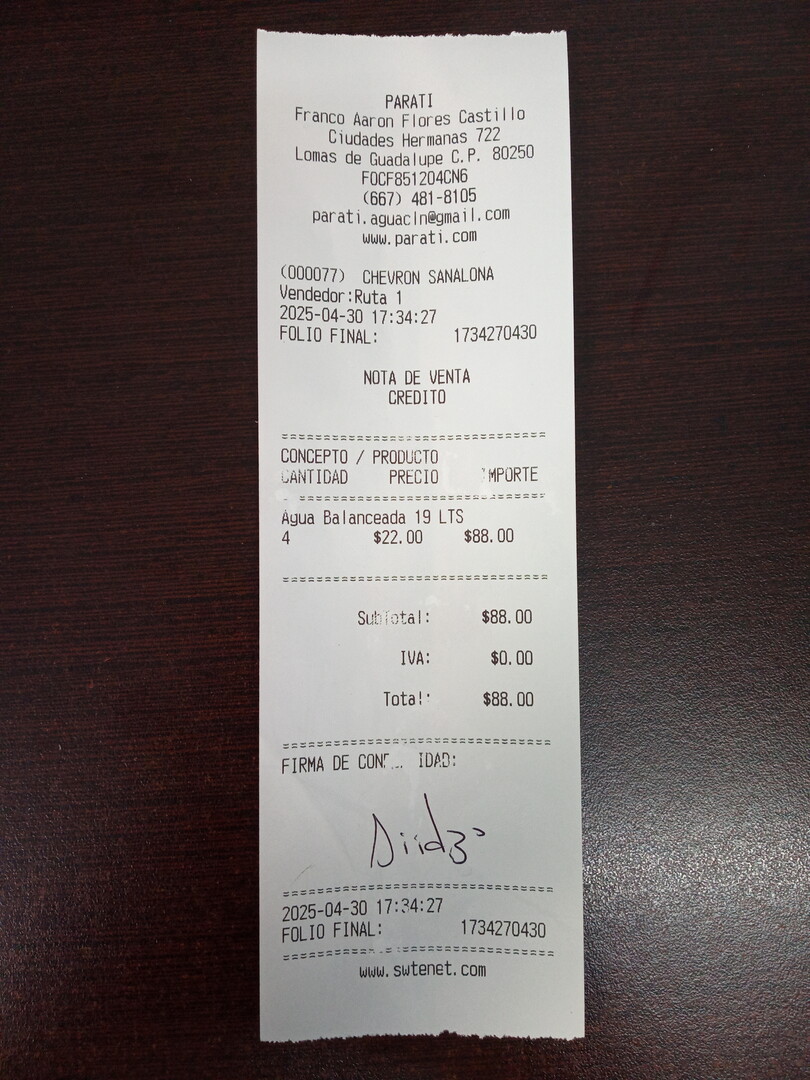 PARATI
Franco Aaron Flores Castillo
Ciudades Hermanas 722
Lomas de Guadalupe C.P. 80250
FOCF851204CN6
(667) 481-8105
parati.aguacln@gmail.com
www.parati.com
(000077) CHEVRON SANALONA
Vendedor:Ruta 1
2025-04-30 17:34:27
FOLIO FINAL: 1734270430
NOTA DE VENTA
CREDITO
CONCEPTO / PRODUCTO
CANTIDAD PRECIO IMPORTE
Agua Balanceada 19 LTS
4 $22.00 $88.00
Subtotal: $88.00
IVA: $0.00
Total: $88.00
FIRMA DE
2025-04-30 17:34:27
FOLIO FINAL: 1734270430
www.swtenet.com